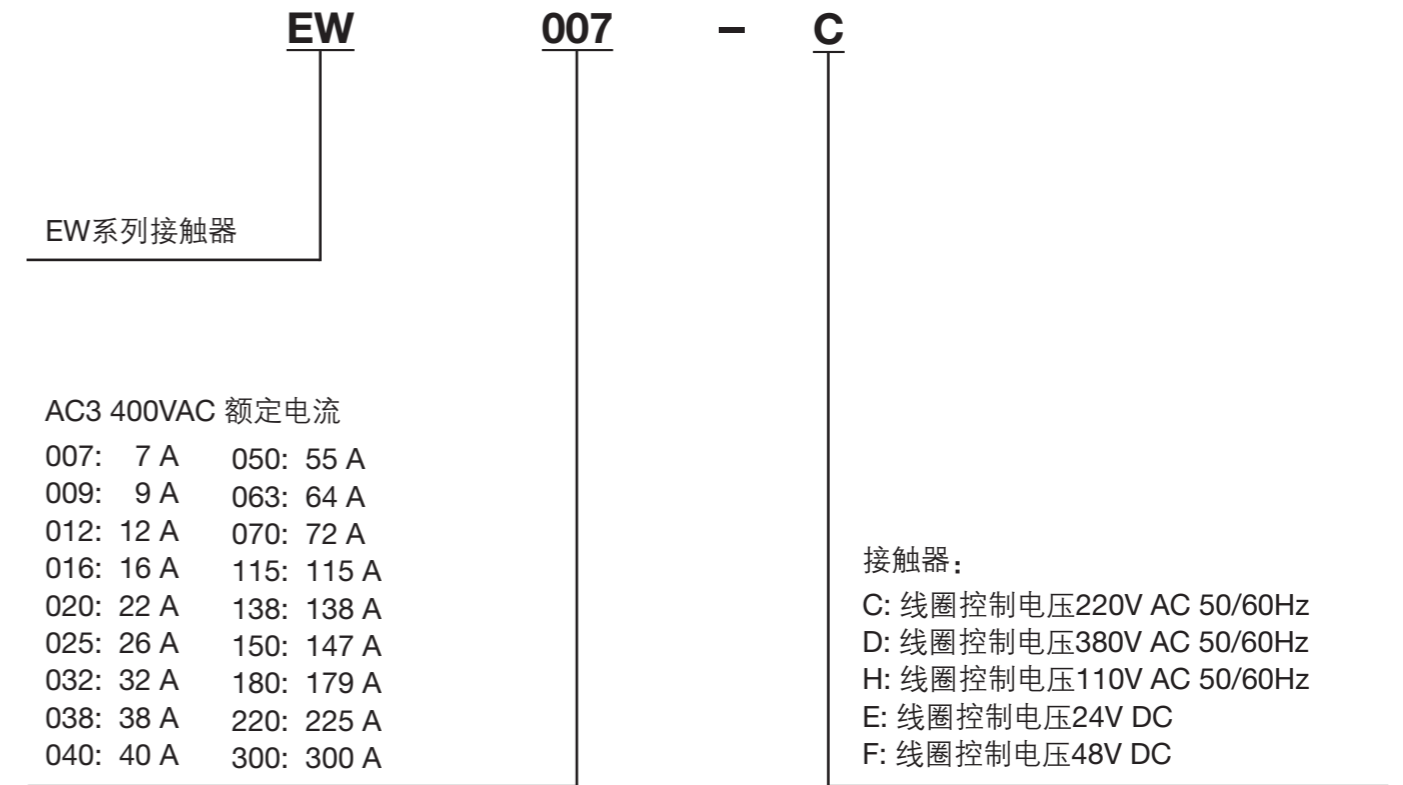 EW 007 – C
EW系列接触器
AC3 400VAC 额定电流
007: 7 A 050: 55 A
009: 9 A 063: 64 A
012: 12 A 070: 72 A
016: 16 A 115: 115 A
020: 22 A 138: 138 A
025: 26 A 150: 147 A
032: 32 A 180: 179 A
038: 38 A 220: 225 A
040: 40 A 300: 300 A
接触器：
C: 线圈控制电压220V AC 50/60Hz
D: 线圈控制电压380V AC 50/60Hz
H: 线圈控制电压110V AC 50/60Hz
E: 线圈控制电压24V DC
F: 线圈控制电压48V DC